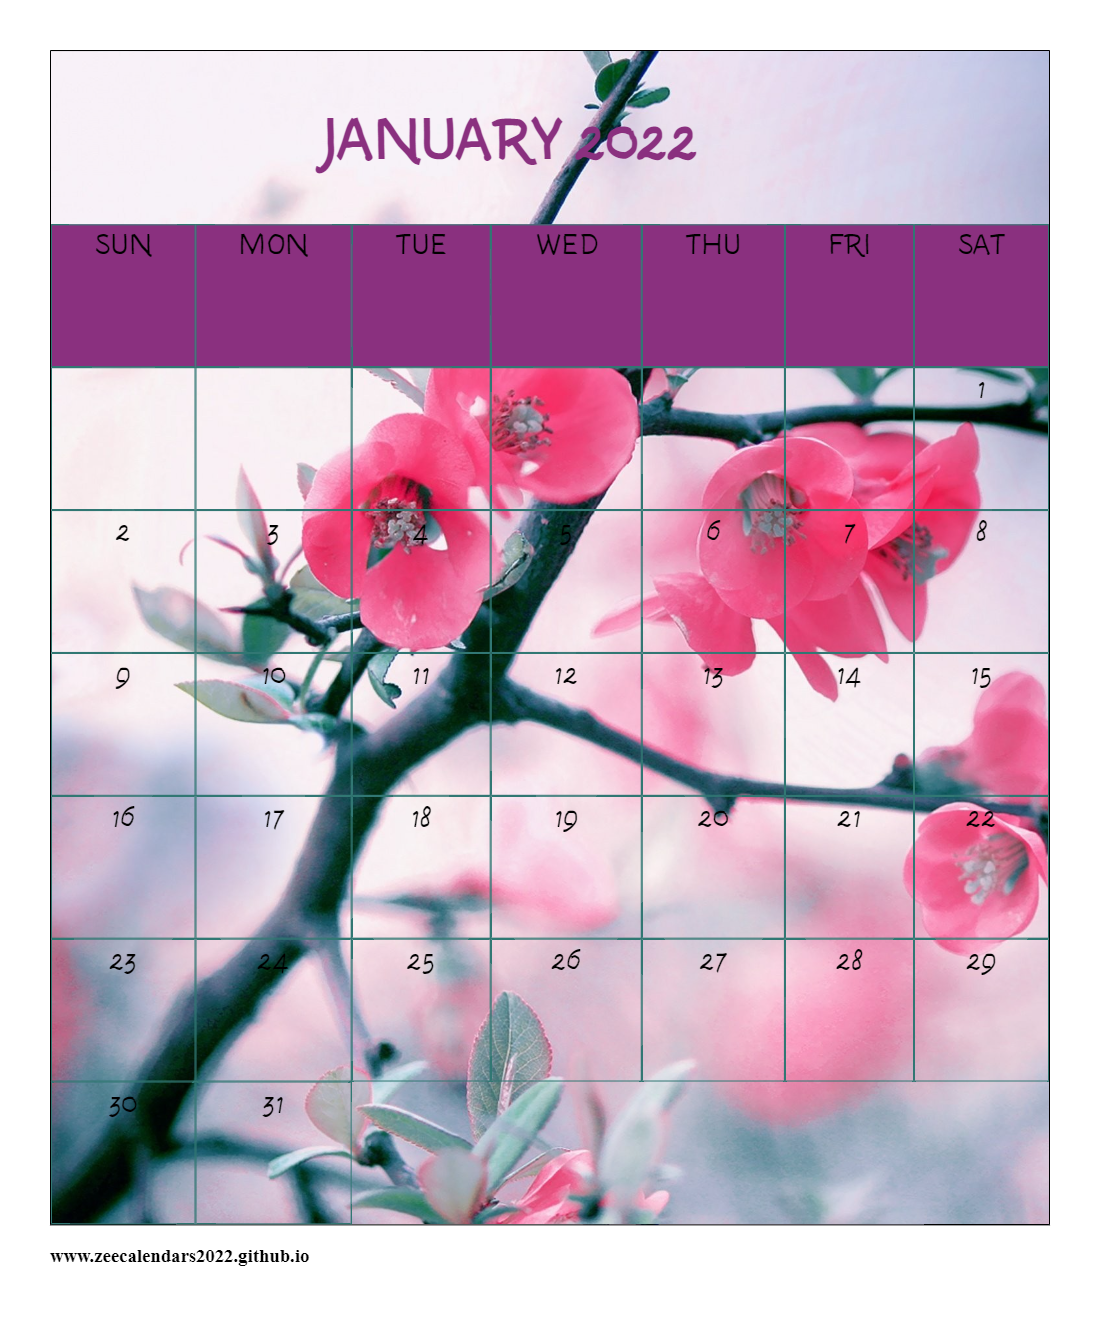 JANUARY 2022
SUN MON TUE WED THU FRI SAT
1
2 3 4 5 6 7 8
9 10 11 12 13 14 15
16 17 18 19 20 21 22
23 24 25 26 27 28 29
30 31
www.zeecalendars2022.github.io